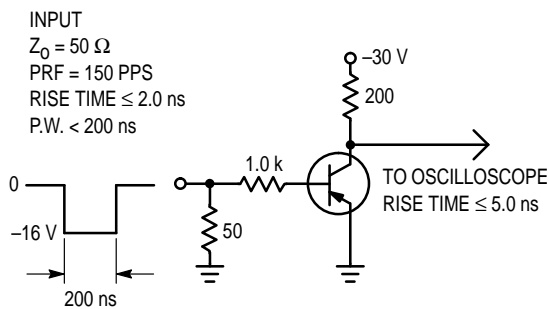 INPUT
Zo = 50 Ω
PRF = 150 PPS
RISE TIME ≤ 2.0 ns
P.W. < 200 ns
–30 V
200
1.0 k
0
TO OSCILLOSCOPE
RISE TIME ≤ 5.0 ns
50
–16 V
200 ns